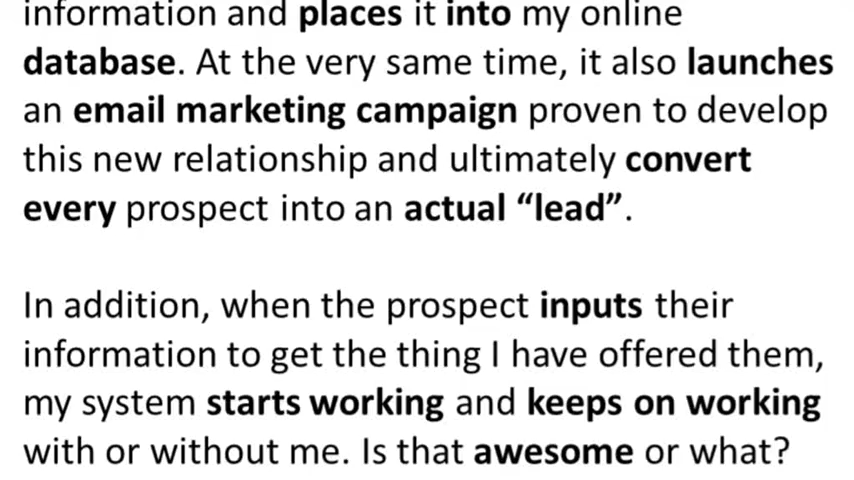 information and places it into my online
database. At the very same time, it also launches
an email marketing campaign proven to develop
this new relationship and ultimately convert
every prospect into an actual “lead”.
In addition, when the prospect inputs their
information to get the thing I have offered them,
my system starts working and keeps on working
with or without me. Is that awesome or what?